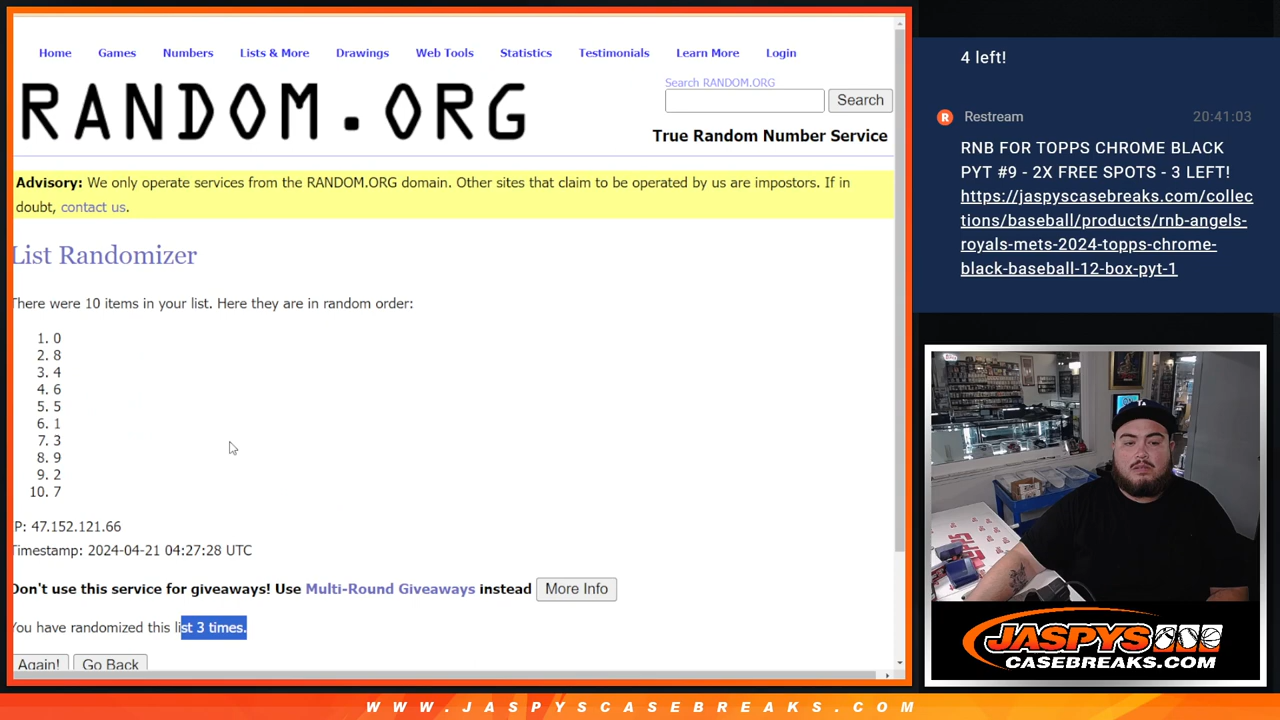 Home Games Numbers Lists & More Drawings Web Tools Statistics Testimonials Learn More Login
RANDOM.ORG
Search RANDOM.ORG
Search
True Random Number Service
Advisory: We only operate services from the RANDOM.ORG domain. Other sites that claim to be operated by us are impostors. If in
doubt, contact us.
List Randomizer
There were 10 items in your list. Here they are in random order:
1. 0
2. 8
3. 4
4. 6
5. 5
6. 1
7. 3
8. 9
9. 2
10. 7
P: 47.152.121.66
Timestamp: 2024-04-21 04:27:28 UTC
Don't use this service for giveaways! Use Multi-Round Giveaways instead More Info
You have randomized this list 3 times.
Again! Go Back
4 left!
R Restream 20:41:03
RNB FOR TOPPS CHROME BLACK
PYT #9 - 2X FREE SPOTS - 3 LEFT!
https://jaspyscasebreaks.com/collec
tions/baseball/products/rnb-angels-
royals-mets-2024-topps-chrome-
black-baseball-12-box-pyt-1
JASPYS
CASEBREAKS.COM
WWW.JASPYSCASEBREAKS.COM